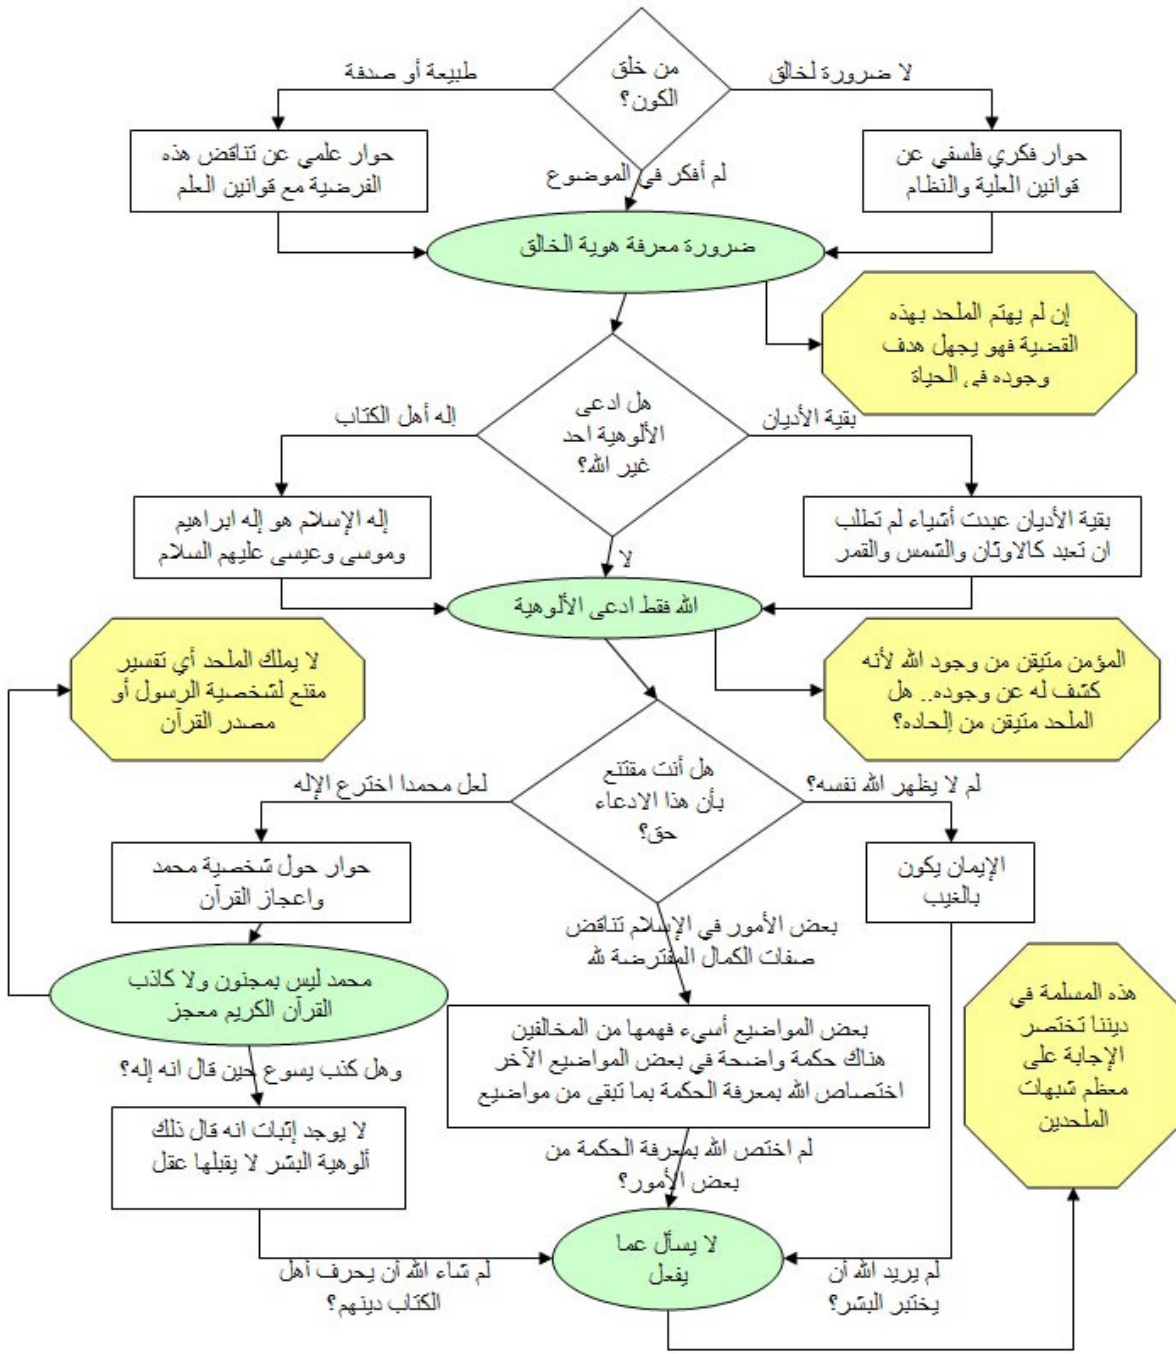 من خلق
الكون؟
لا ضرورة لخالق
طبيعة أو صدفة
حوار فكري فلسفي عن
قوانين العلية والنظام
حوار علمي عن تناقض هذه
الفرضية مع قوانين العلم
لم أفكر في الموضوع
ضرورة معرفة هوية الخالق
إن لم يهتم الملحد بهذه
القضية فهو يجهل هدف
وجوده في الحياة
هل ادعى
الألوهية احد
غير الله؟
بقية الأديان
إله أهل الكتاب
بقية الأديان عبدت أشياء لم تطلب
ان تعبد كالاوثان والشمس والقمر
إله الإسلام هو إله ابراهيم
وموسى وعيسى عليهم السلام
لا
الله فقط ادعى الألوهية
المؤمن متيقن من وجود الله لأنه
كشف له عن وجوده.. هل
الملحد متيقن من إلحاده؟
لا يملك الملحد أي تفسير
مقنع لشخصية الرسول أو
مصدر القرآن
هل أنت مقتنع
بأن هذا الادعاء
حق؟
لم لا يظهر الله نفسه؟
لعل محمدا اخترع الإله
الإيمان يكون
بالغيب
حوار حول شخصية محمد
واعجاز القرآن
بعض الأمور في الإسلام تناقض
صفات الكمال المفترضة لله
محمد ليس بمجنون ولا كاذب
القرآن الكريم معجز
هذه المسلمة في
ديننا تختصر
الإجابة على
معظم شبهات
الملحدين
بعض المواضيع أسيء فهمها من المخالفين
هناك حكمة واضحة في بعض المواضيع الآخر
اختصاص الله بمعرفة الحكمة بما تبقى من مواضيع
وهل كذب يسوع حين قال انه إله؟
لا يوجد إثبات انه قال ذلك
ألوهية البشر لا يقبلها عقل
لم اختص الله بمعرفة الحكمة من
بعض الأمور؟
لا يسأل عما
يفعل
لم يريد الله أن
يختبر البشر؟
لم شاء الله أن يحرف أهل
الكتاب دينهم؟